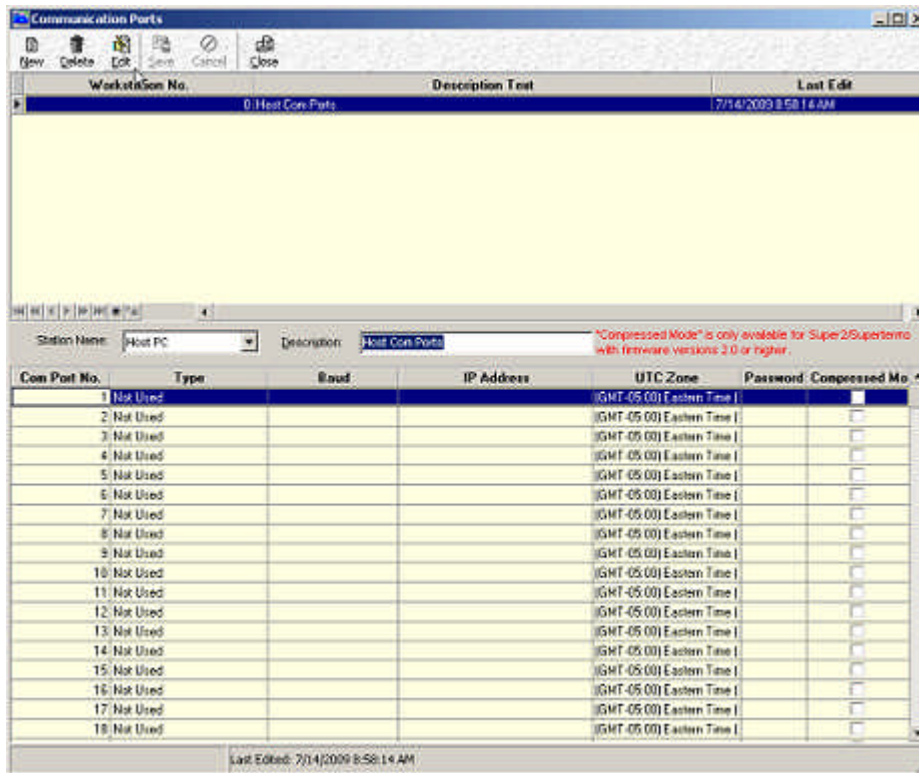 Communication Ports
New Delete Edit Save Cancel Close
Workstation No. Description Text Last Edit
0 Host Com Ports 7/14/2009 8:58:14 AM
Station Name: Host PC Description: Host Com Ports
"Compressed Mode" is only available for Super2/Superterms
with firmware versions 2.0 or higher.
Com Port No. Type Baud IP Address UTC Zone Password Compressed Mo
1 Not Used (GMT-05:00) Eastern Time (
2 Not Used (GMT-05:00) Eastern Time (
3 Not Used (GMT-05:00) Eastern Time (
4 Not Used (GMT-05:00) Eastern Time (
5 Not Used (GMT-05:00) Eastern Time (
6 Not Used (GMT-05:00) Eastern Time (
7 Not Used (GMT-05:00) Eastern Time (
8 Not Used (GMT-05:00) Eastern Time (
9 Not Used (GMT-05:00) Eastern Time (
10 Not Used (GMT-05:00) Eastern Time (
11 Not Used (GMT-05:00) Eastern Time (
12 Not Used (GMT-05:00) Eastern Time (
13 Not Used (GMT-05:00) Eastern Time (
14 Not Used (GMT-05:00) Eastern Time (
15 Not Used (GMT-05:00) Eastern Time (
16 Not Used (GMT-05:00) Eastern Time (
17 Not Used (GMT-05:00) Eastern Time (
18 Not Used (GMT-05:00) Eastern Time (
Last Edited: 7/14/2009 8:58:14 AM